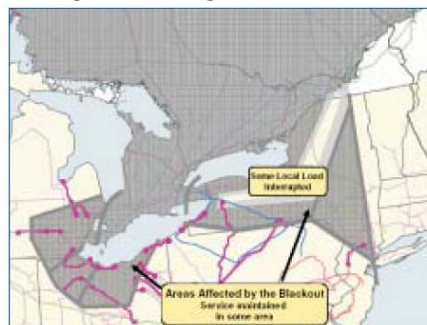 Some Local Load
Interrupted
Areas Affected by the Blackout
Service maintained
in some area